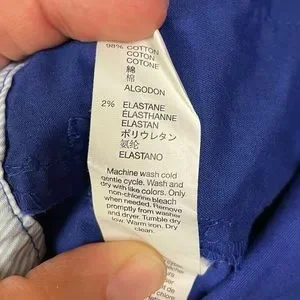 98% COTTON
COTON
COTONE
綿
棉
ALGODON
2% ELASTANE
ÉLASTHANNE
ELASTAN
ポリウレタン
氨纶
ELASTANO
Machine wash cold
gentle cycle. Wash and
dry with like colors. Only
non-chlorine bleach
when needed. Remove
promptly from washer
and dryer. Tumble dry
low. Warm iron. Dry
clean.